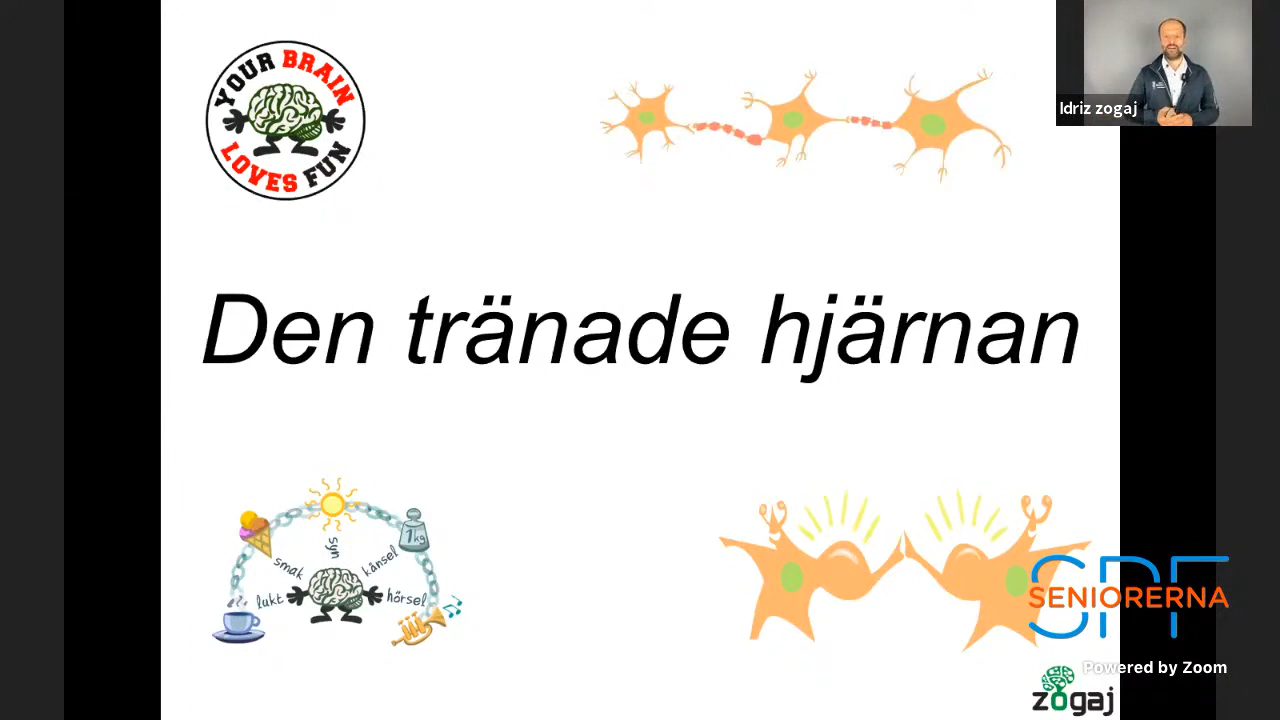 YOUR BRAIN
LOVES FUN
Idriz zogaj
Den tränade hjärnan
syn
smak
känsel
lukt
hörsel
1kg
SPF
SENIORERNA
Powered by Zoom
zogaj